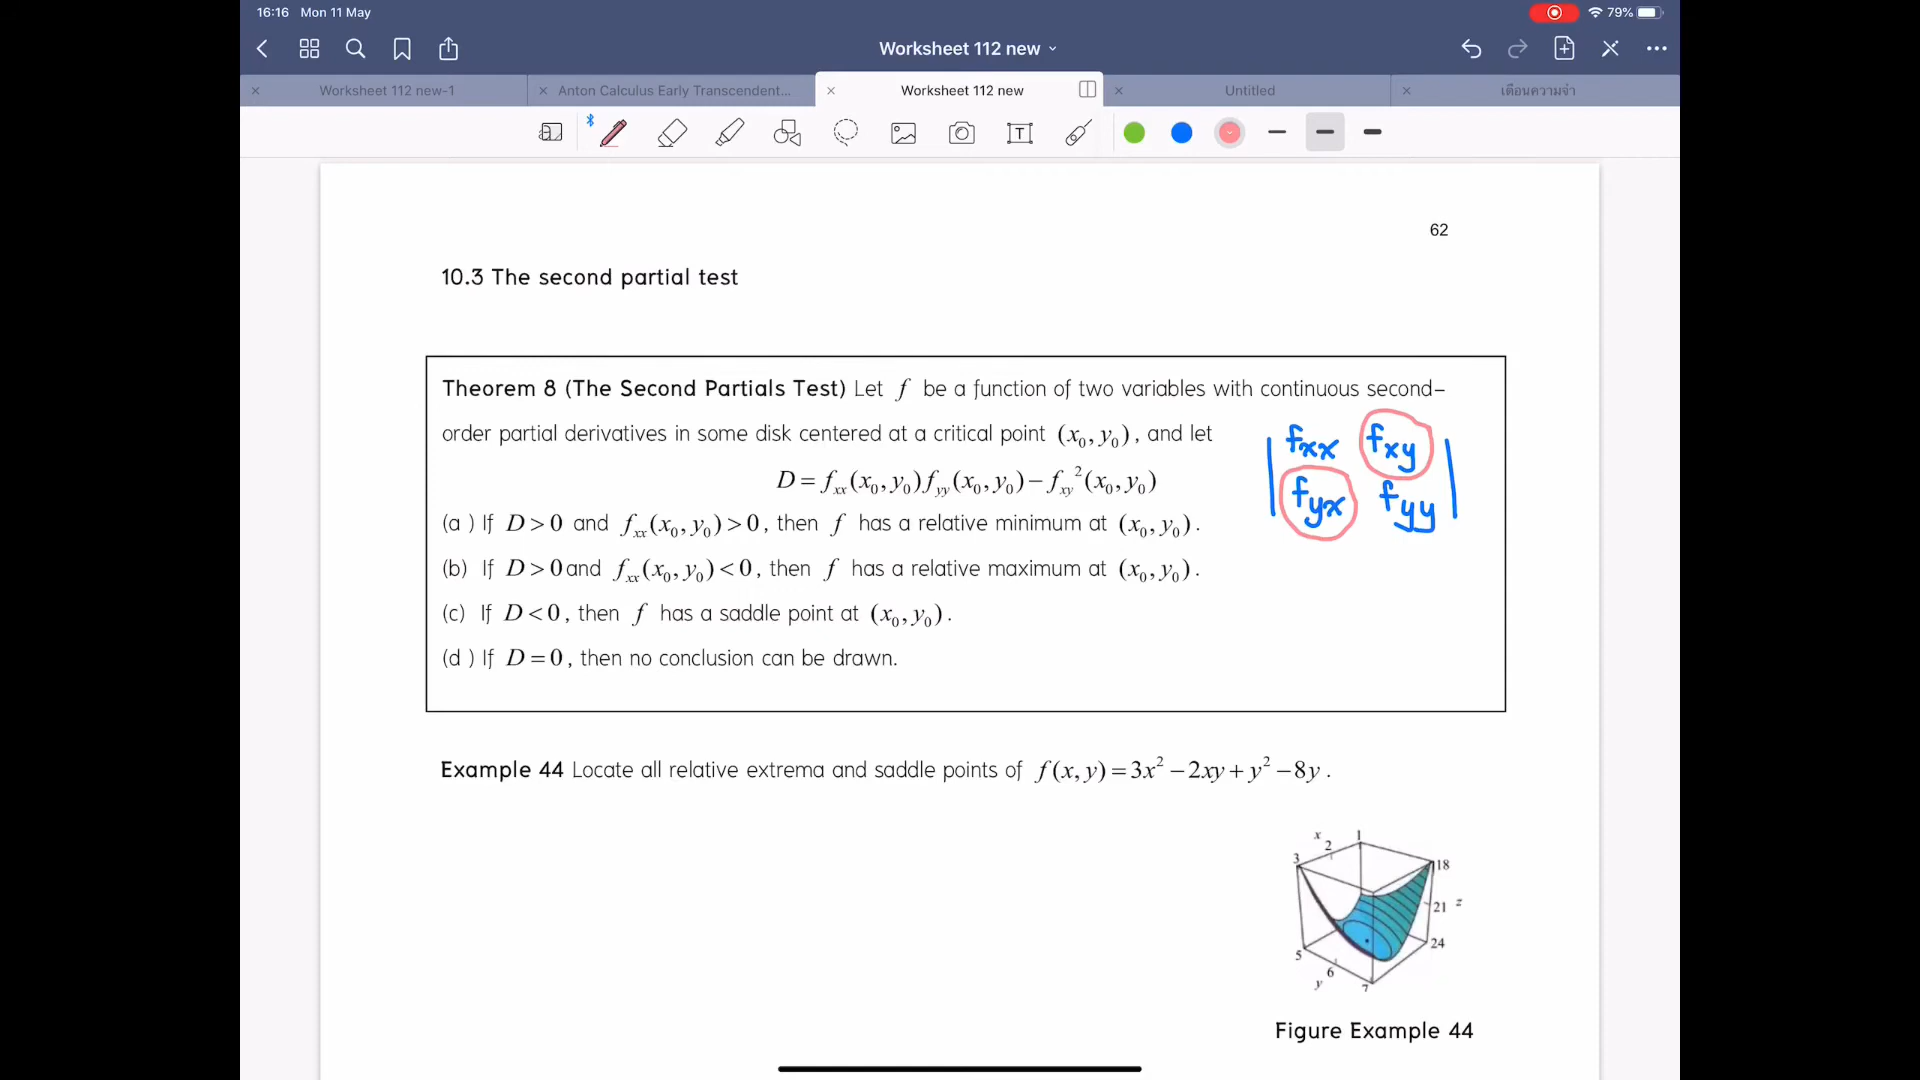 16:16 Mon 11 May
79%
Worksheet 112 new
Worksheet 112 new-1
Anton Calculus Early Transcendent...
Worksheet 112 new
Untitled
เตือนความจำ
62
10.3 The second partial test
Theorem 8 (The Second Partials Test) Let f be a function of two variables with continuous second-
order partial derivatives in some disk centered at a critical point (x₀, y₀), and let
D = fₓₓ(x₀, y₀)f_yy(x₀, y₀) − f_xy²(x₀, y₀)
(a ) If D > 0 and f_xx(x₀, y₀) > 0, then f has a relative minimum at (x₀, y₀).
(b) If D > 0 and f_xx(x₀, y₀) < 0, then f has a relative maximum at (x₀, y₀).
(c) If D < 0, then f has a saddle point at (x₀, y₀).
(d ) If D = 0, then no conclusion can be drawn.
| fxx fxy |
| fyx fyy |
Example 44 Locate all relative extrema and saddle points of f(x, y) = 3x² − 2xy + y² − 8y.
x
1
2
3
18
21 z
24
5
6
y
7
Figure Example 44